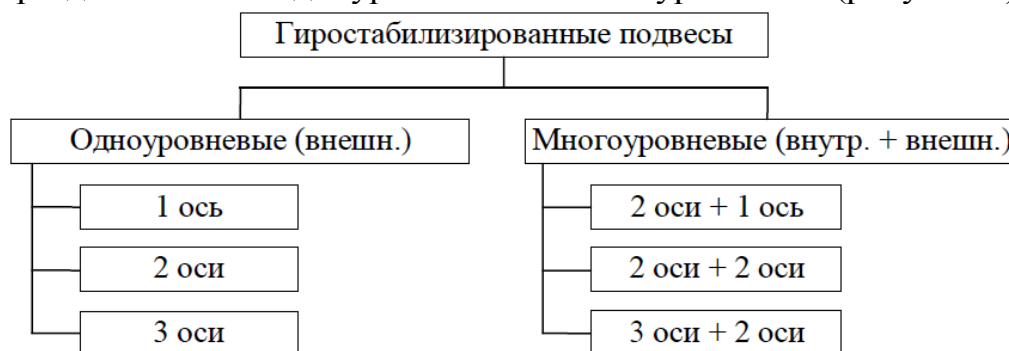 Гиростабилизированные подвесы
Одноуровневые (внешн.)
Многоуровневые (внутр. + внешн.)
1 ось
2 оси + 1 ось
2 оси
2 оси + 2 оси
3 оси
3 оси + 2 оси